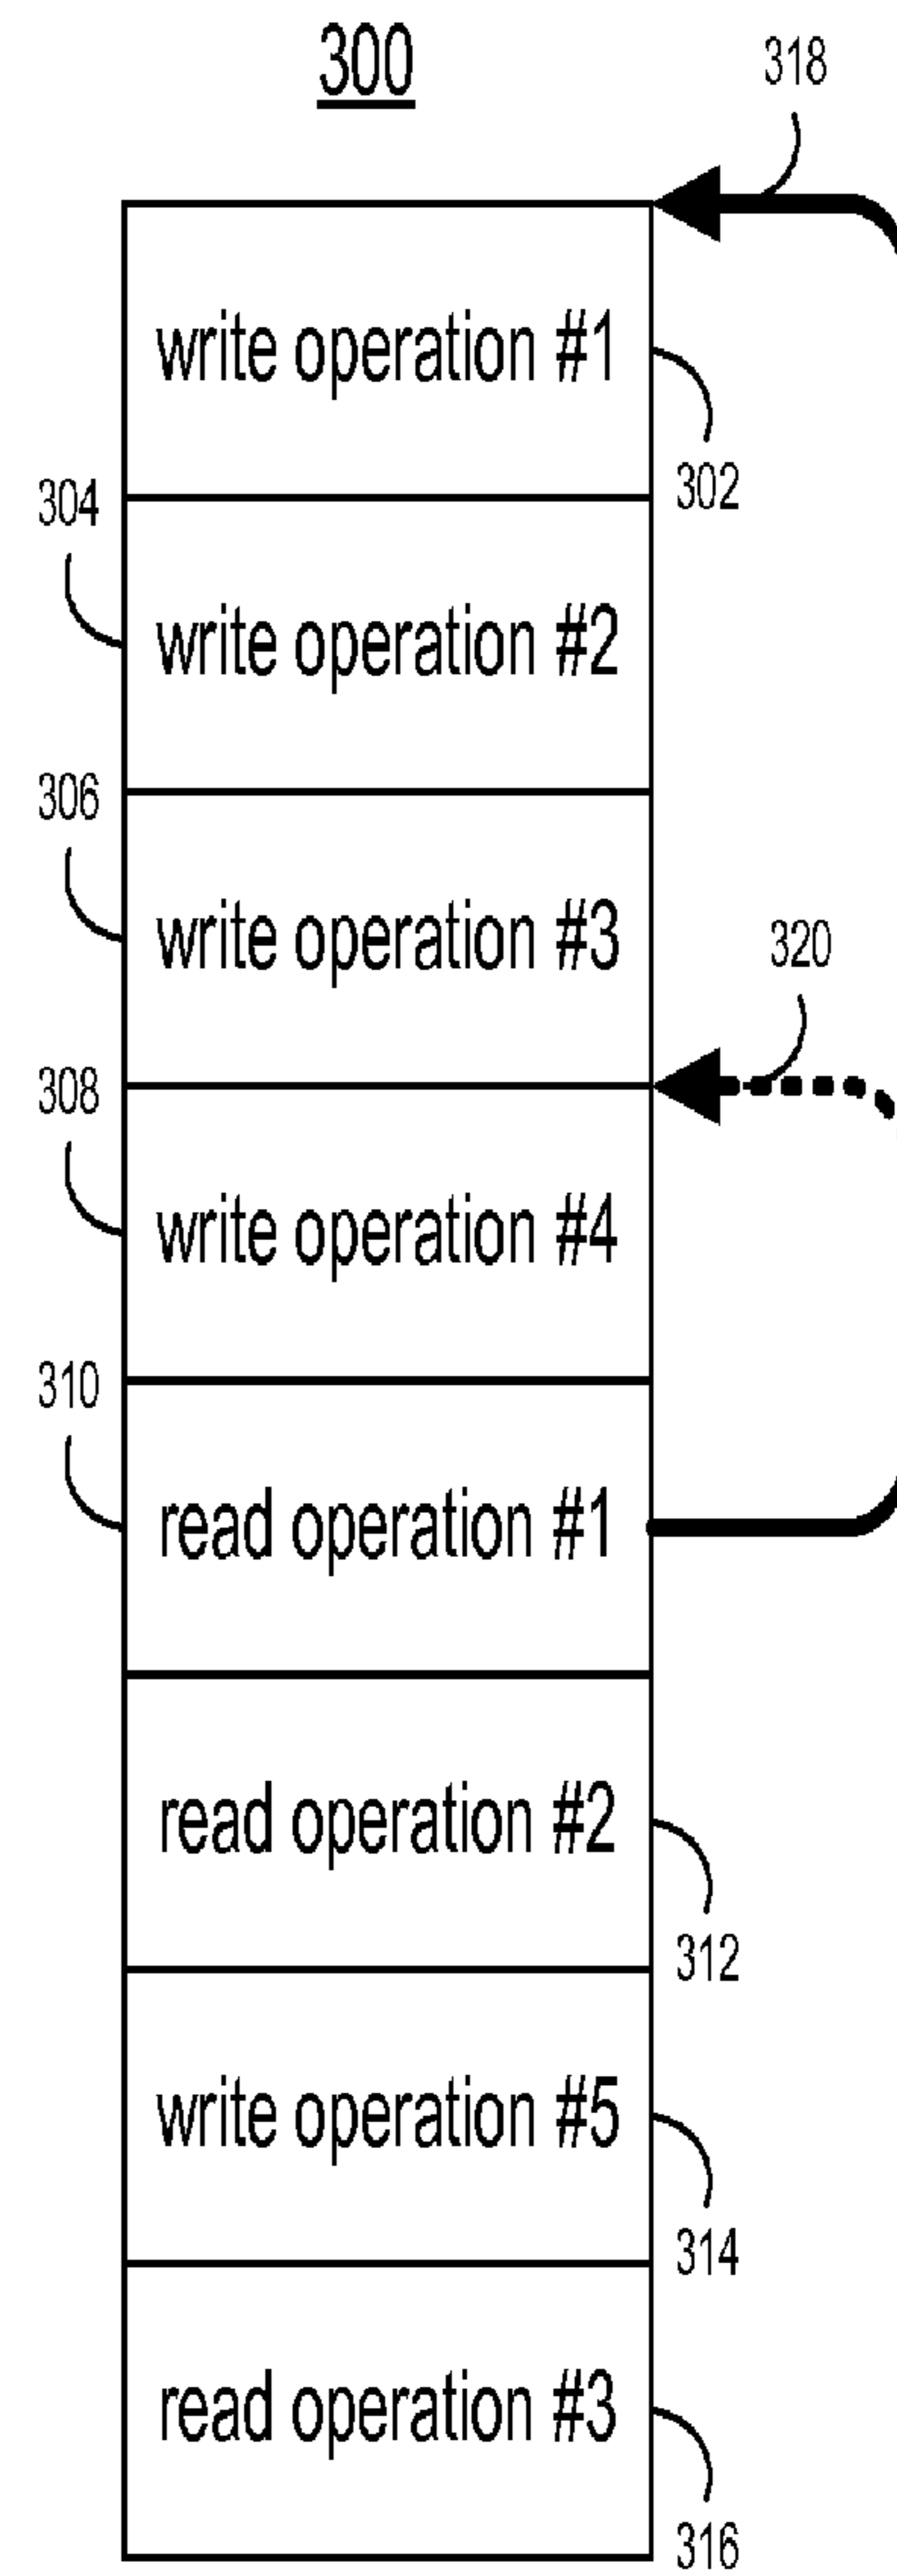 300
318
write operation #1
302
304
write operation #2
306
write operation #3
320
308
write operation #4
310
read operation #1
read operation #2
312
write operation #5
314
read operation #3
316